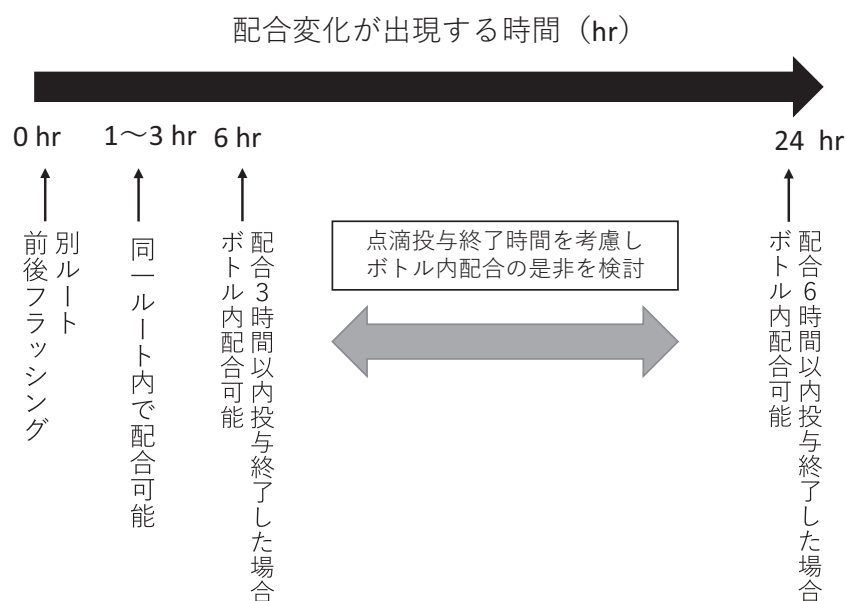 配合変化が出現する時間（hr）
0 hr
1～3 hr
6 hr
24 hr
別ルート
前後フラッシング
同一ルート内で配合可能
配合3時間以内投与終了した場合
ボトル内配合可能
点滴投与終了時間を考慮し
ボトル内配合の是非を検討
配合6時間以内投与終了した場合
ボトル内配合可能